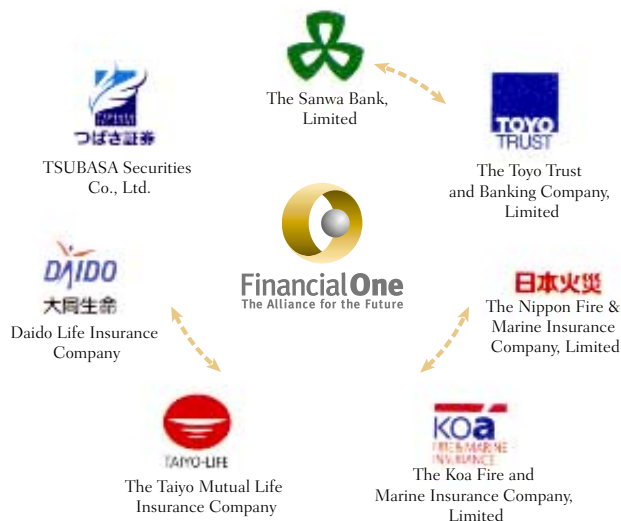 The Sanwa Bank,
Limited
つばさ証券
TSUBASA Securities
Co., Ltd.
TOYO
TRUST
The Toyo Trust
and Banking Company,
Limited
FinancialOne
The Alliance for the Future
DAIDO
大同生命
Daido Life Insurance
Company
日本火災
The Nippon Fire &
Marine Insurance
Company, Limited
TAIYO-LIFE
The Taiyo Mutual Life
Insurance Company
KOa
FIRE & MARINE
INSURANCE
The Koa Fire and
Marine Insurance Company,
Limited